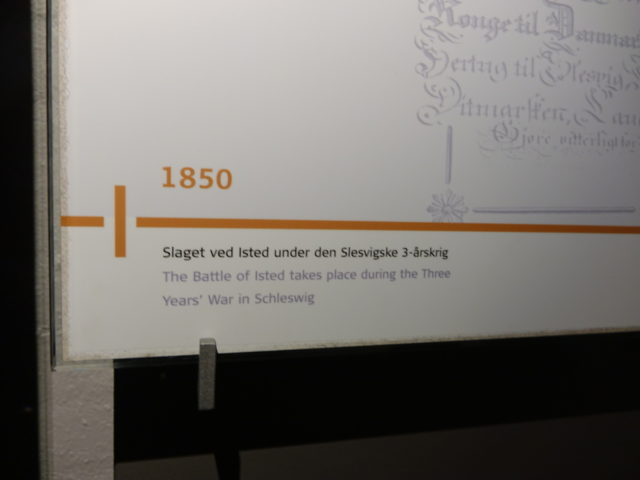 Konge til Danmar
Hertug til Slesvig,
Ditmarsken,
Gjøre, vitterligt for
1850
Slaget ved Isted under den Slesvigske 3-årskrig
The Battle of Isted takes place during the Three
Years' War in Schleswig